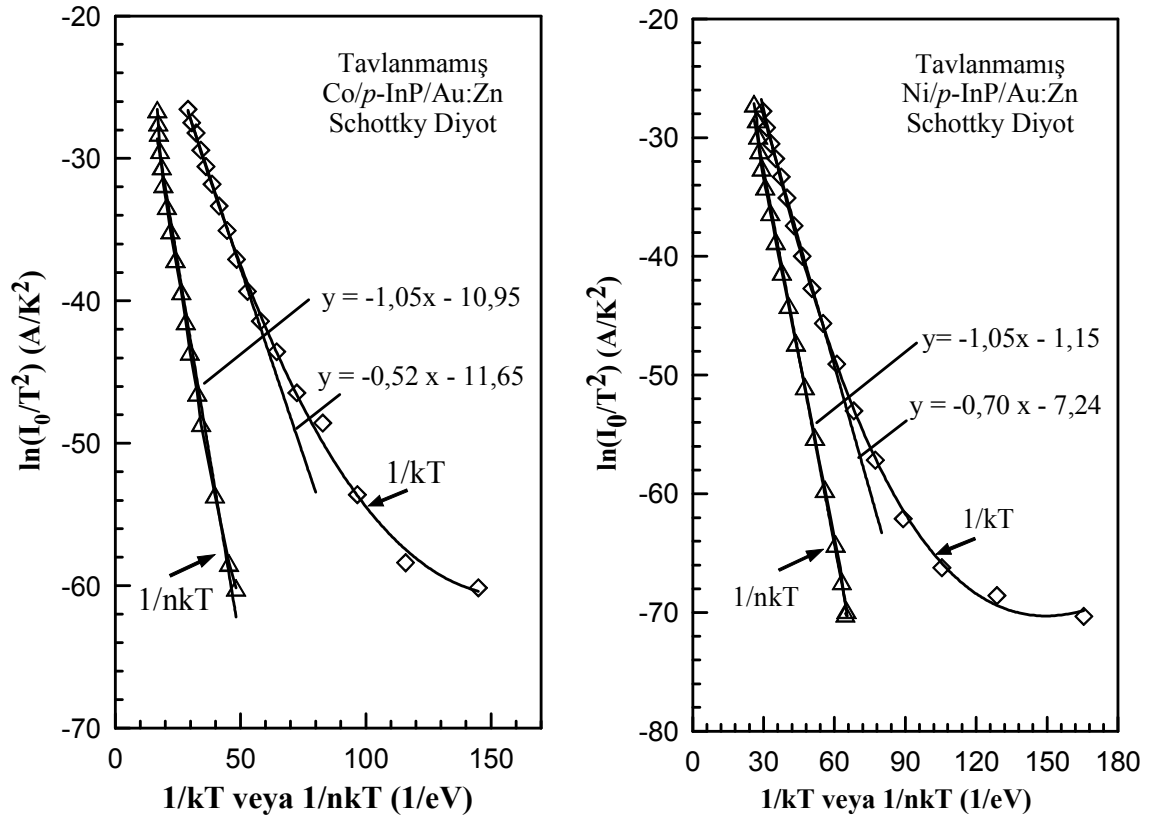 -20
-30
-40
-50
-60
-70
ln(I₀/T²) (A/K²)
Tavlanmamış
Co/p-InP/Au:Zn
Schottky Diyot
y = -1,05x - 10,95
y = -0,52 x - 11,65
1/kT
1/nkT
0
50
100
150
1/kT veya 1/nkT (1/eV)
-20
-30
-40
-50
-60
-70
-80
ln(I₀/T²) (A/K²)
Tavlanmamış
Ni/p-InP/Au:Zn
Schottky Diyot
y= -1,05x - 1,15
y = -0,70 x - 7,24
1/kT
1/nkT
0
30
60
90
120
150
180
1/kT veya 1/nkT (1/eV)